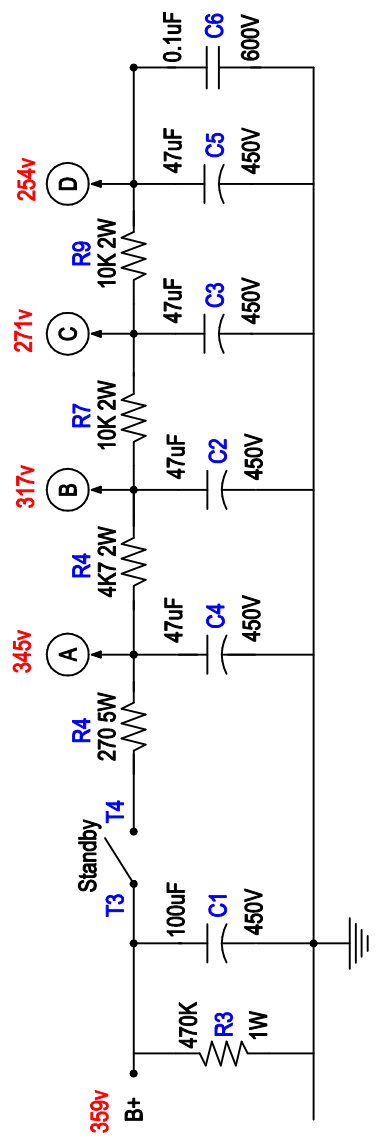 359v
B+
470K
R3
1W
100uF
C1
450V
T3
Standby
T4
R4
270 5W
345v
A
47uF
C4
450V
R4
4K7 2W
317v
B
47uF
C2
450V
R7
10K 2W
271v
C
47uF
C3
450V
R9
10K 2W
254v
D
47uF
C5
450V
0.1uF
C6
600V